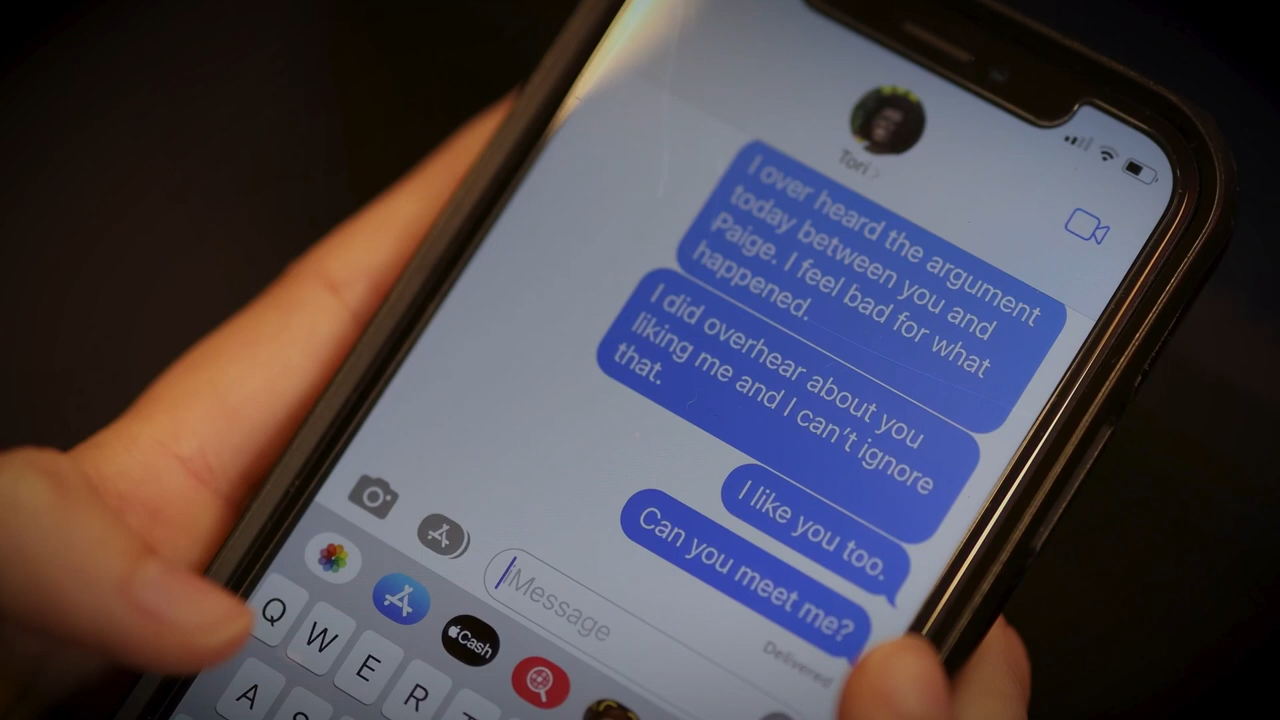 Tori
I over heard the argument
today between you and
Paige. I feel bad for what
happened.
I did overhear about you
liking me and I can't ignore
that.
I like you too.
Can you meet me?
Delivered
iMessage
Cash
Q W E R T
A S